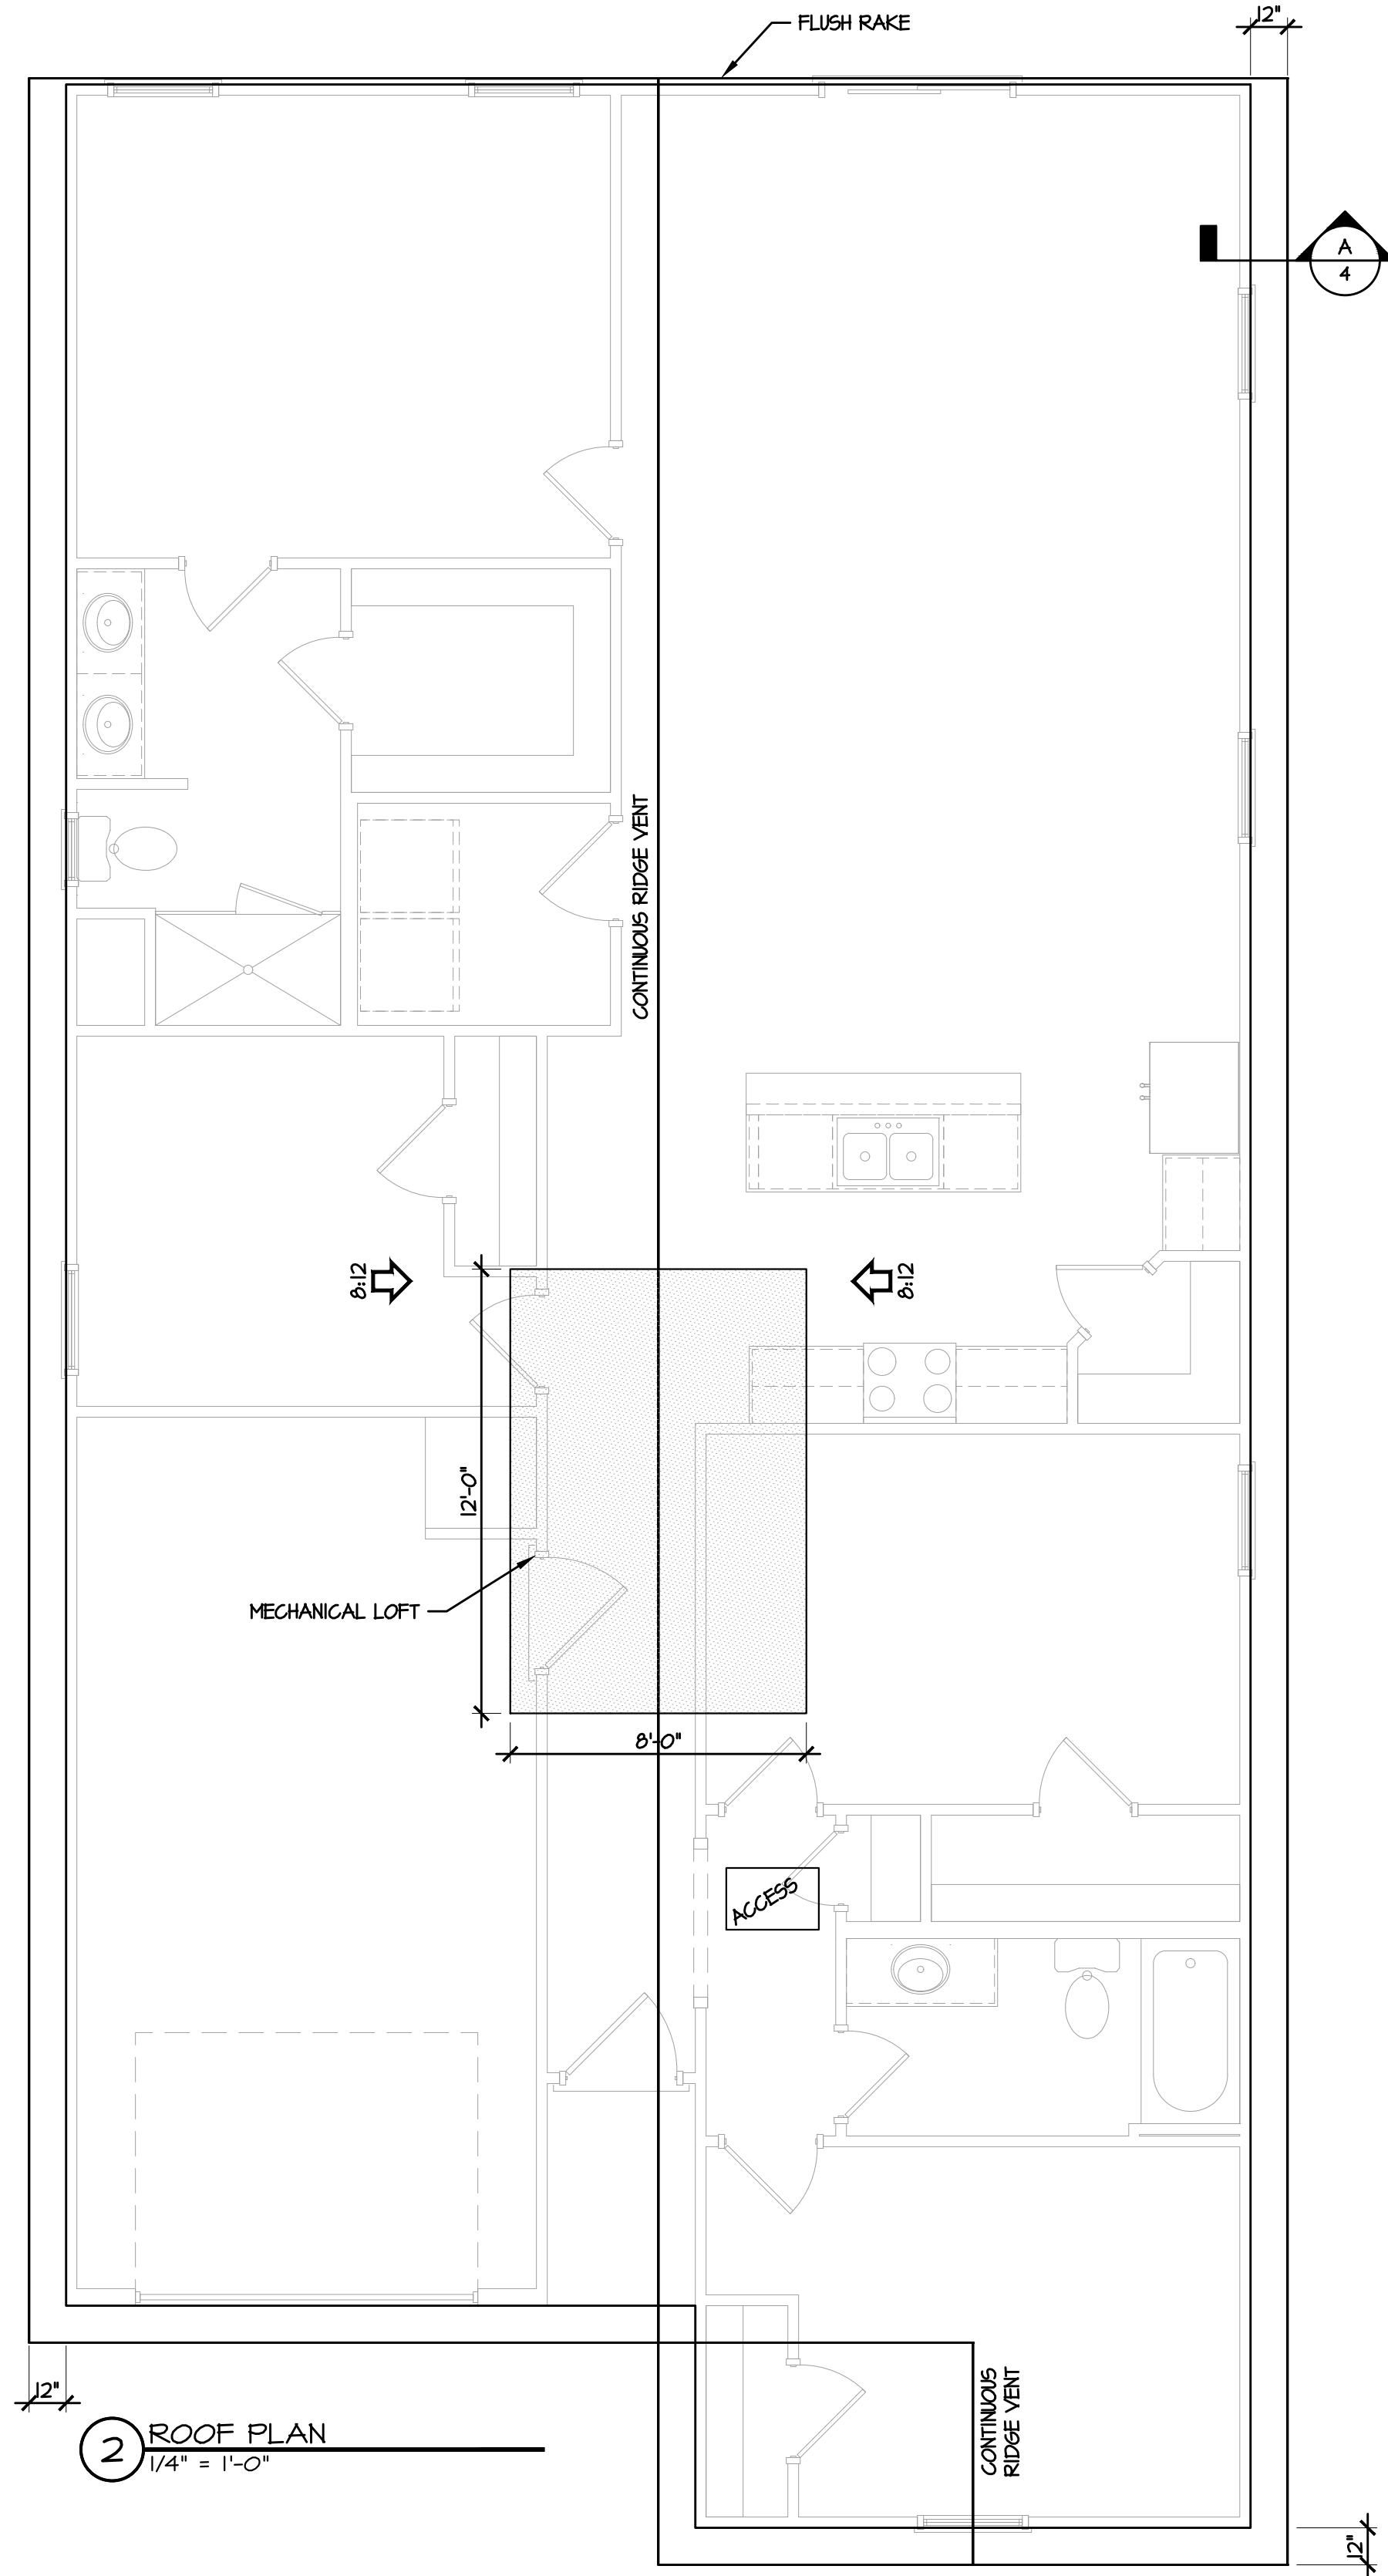 FLUSH RAKE
12"
A
4
CONTINUOUS RIDGE VENT
8:12
8:12
12'-0"
MECHANICAL LOFT
8'-0"
ACCESS
12"
CONTINUOUS
RIDGE VENT
2
ROOF PLAN
1/4" = 1'-0"
12"